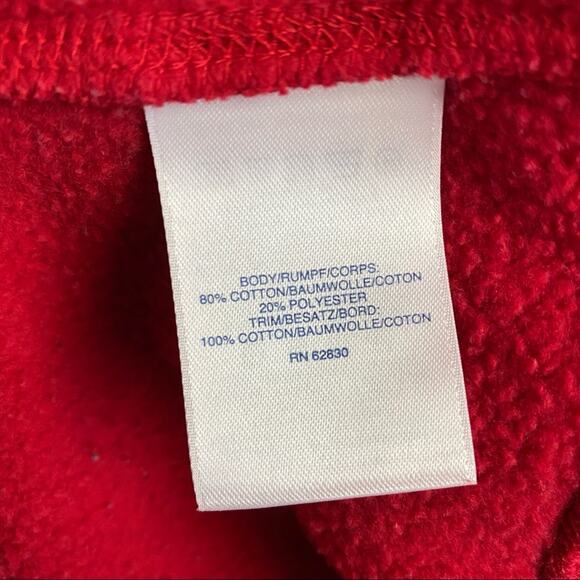 BODY/RUMPF/CORPS:
80% COTTON/BAUMWOLLE/COTON
20% POLYESTER
TRIM/BESATZ/BORD:
100% COTTON/BAUMWOLLE/COTON
RN 62830